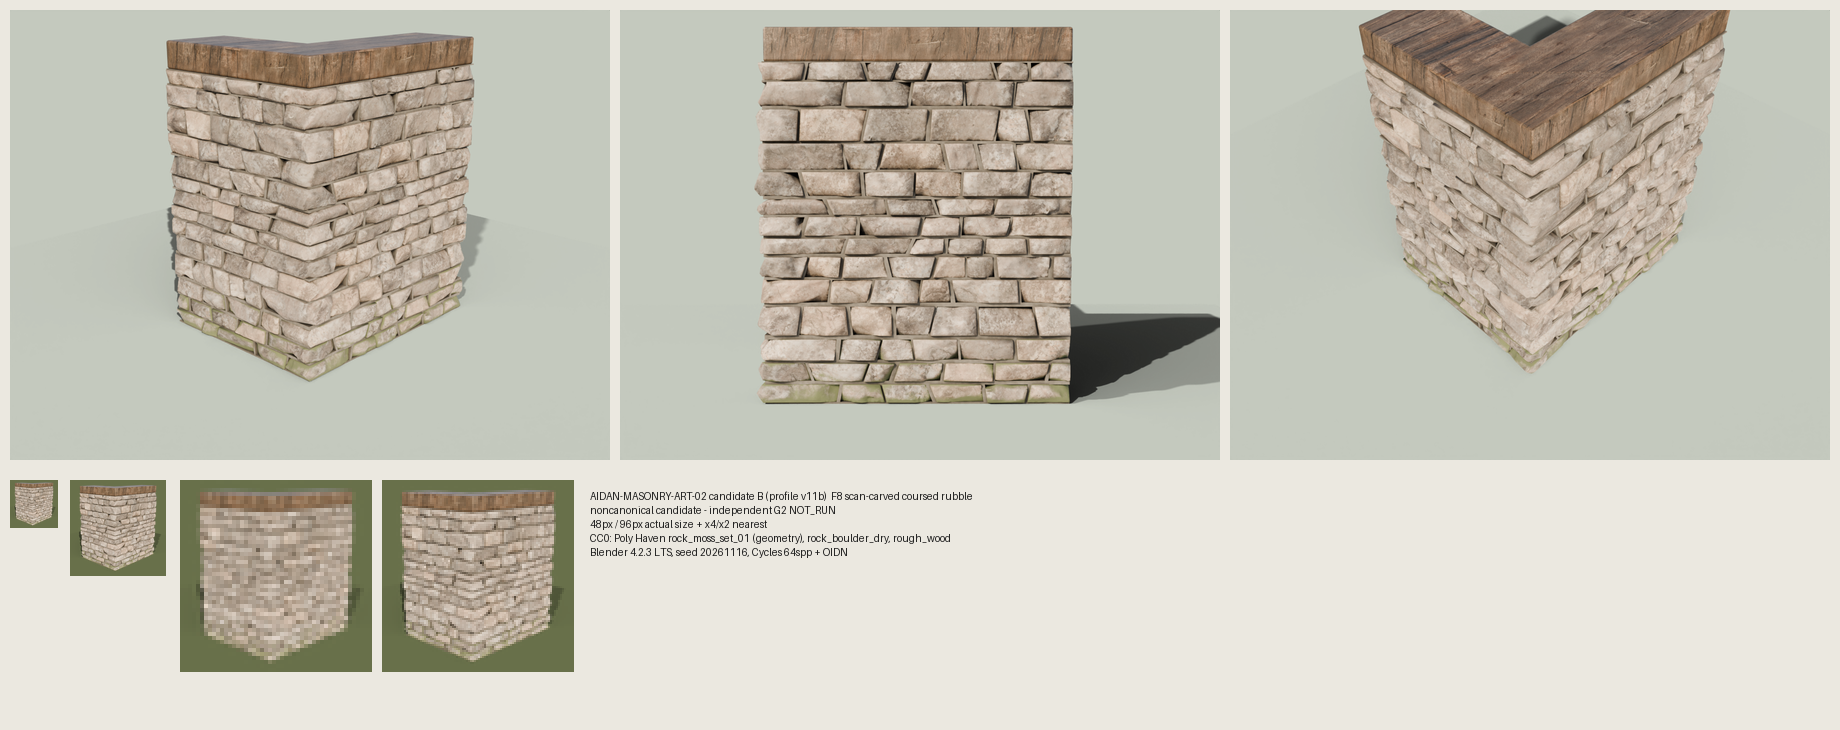 AIDAN-MASONRY-ART-02 candidate B (profile v11b)  F8 scan-carved coursed rubble
noncanonical candidate - independent G2 NOT_RUN
48px / 96px actual size + x4/x2 nearest
CC0: Poly Haven rock_moss_set_01 (geometry), rock_boulder_dry, rough_wood
Blender 4.2.3 LTS, seed 20261116, Cycles 64spp + OIDN